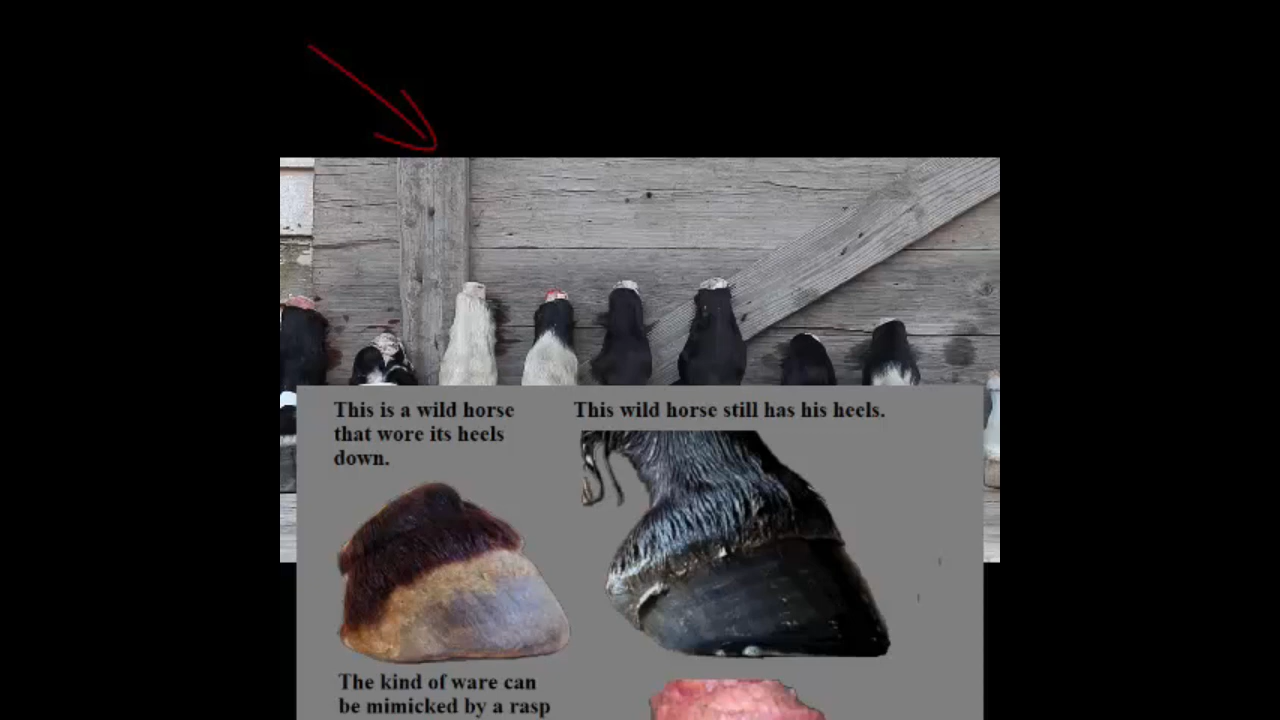 This is a wild horse
that wore its heels
down.
This wild horse still has his heels.
The kind of ware can
be mimicked by a rasp